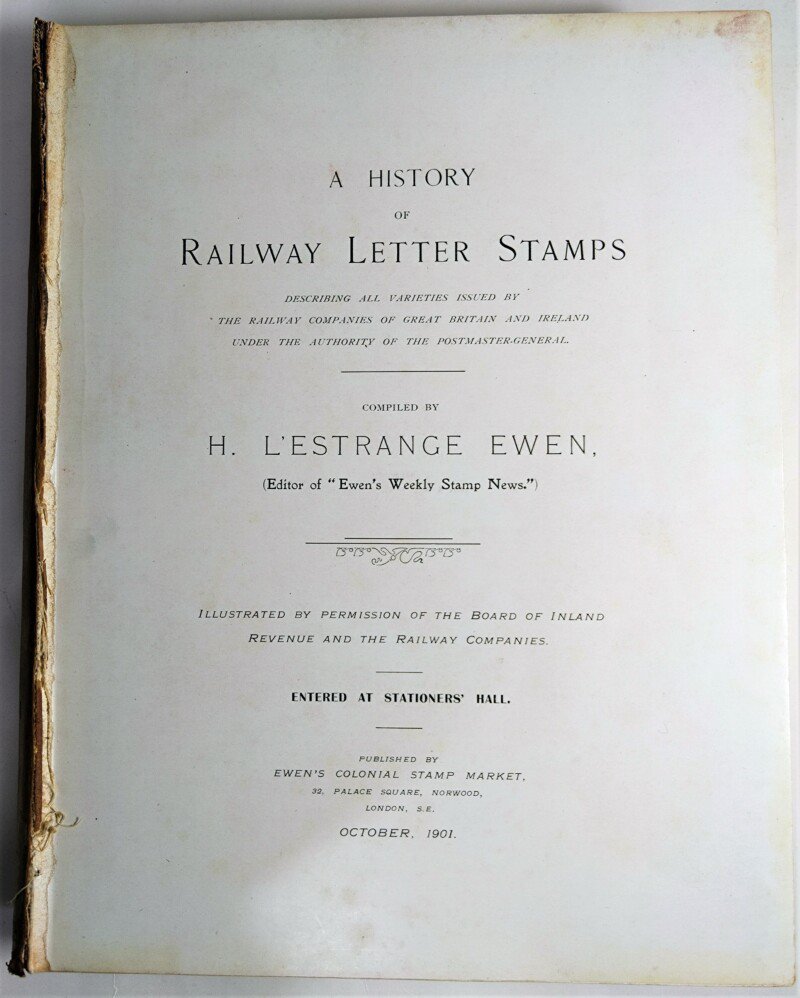 A HISTORY
OF
RAILWAY LETTER STAMPS
DESCRIBING ALL VARIETIES ISSUED BY
THE RAILWAY COMPANIES OF GREAT BRITAIN AND IRELAND
UNDER THE AUTHORITY OF THE POSTMASTER-GENERAL.
COMPILED BY
H. L'ESTRANGE EWEN,
(Editor of "Ewen's Weekly Stamp News.")
ILLUSTRATED BY PERMISSION OF THE BOARD OF INLAND
REVENUE AND THE RAILWAY COMPANIES.
ENTERED AT STATIONERS' HALL.
PUBLISHED BY
EWEN'S COLONIAL STAMP MARKET,
32, PALACE SQUARE, NORWOOD,
LONDON, S.E.
OCTOBER, 1901.